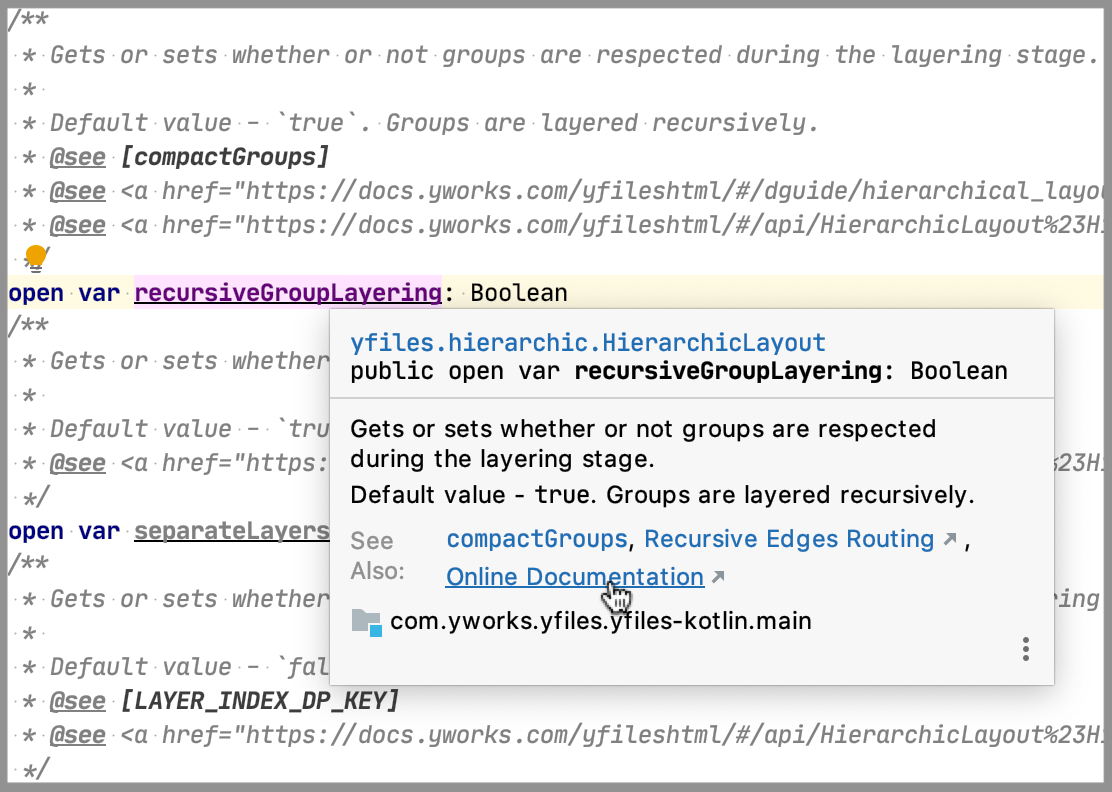 /**
* Gets or sets whether or not groups are respected during the layering stage.
*
* Default value - `true`. Groups are layered recursively.
* @see [compactGroups]
* @see <a href="https://docs.yworks.com/yfileshtml/#/dguide/hierarchical_layou
* @see <a href="https://docs.yworks.com/yfileshtml/#/api/HierarchicLayout%23Hi
*/
open var recursiveGroupLayering: Boolean
/**
* Gets or sets whether
*
* Default value - `tru
* @see <a href="https: %23Hi
*/
open var separateLayers
/**
* Gets or sets whether ring
*
* Default value - `fal
* @see [LAYER_INDEX_DP_KEY]
* @see <a href="https://docs.yworks.com/yfileshtml/#/api/HierarchicLayout%23Hi
*/
yfiles.hierarchic.HierarchicLayout
public open var recursiveGroupLayering: Boolean
Gets or sets whether or not groups are respected
during the layering stage.
Default value - true. Groups are layered recursively.
See Also: compactGroups, Recursive Edges Routing ↗,
Online Documentation ↗
com.yworks.yfiles.yfiles-kotlin.main